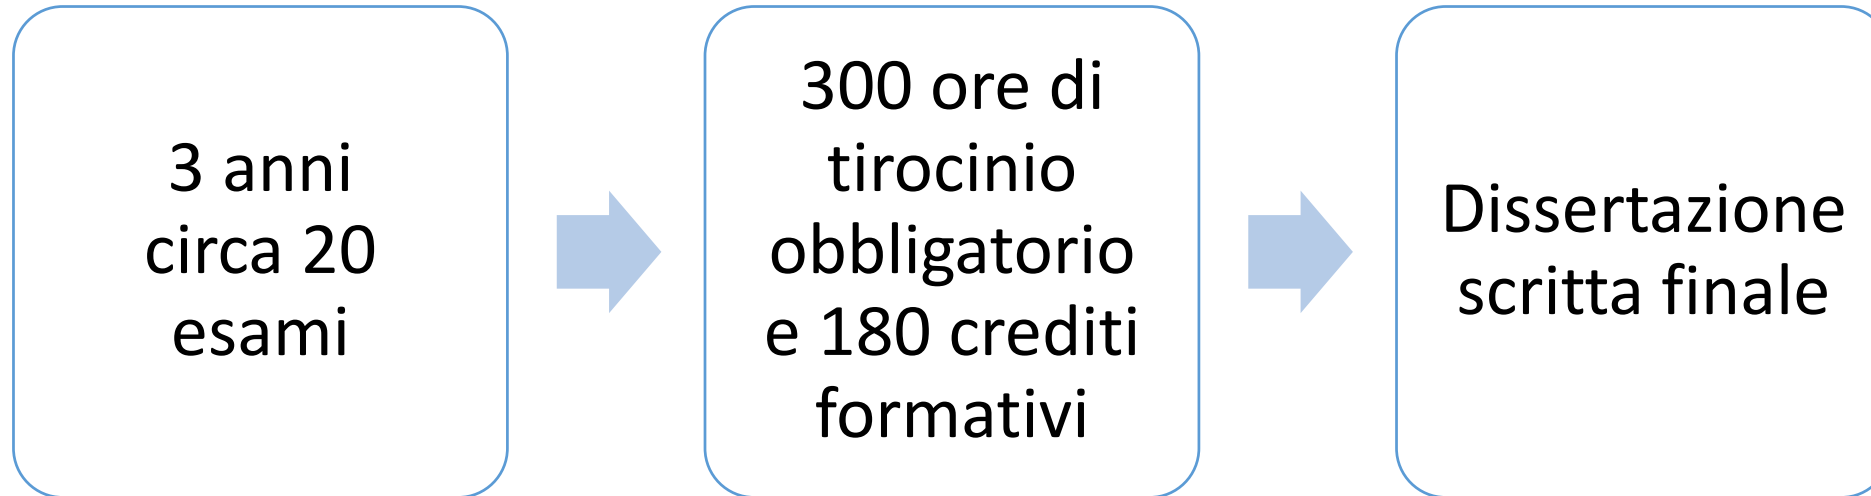 3 anni
circa 20
esami
300 ore di
tirocinio
obbligatorio
e 180 crediti
formativi
Dissertazione
scritta finale